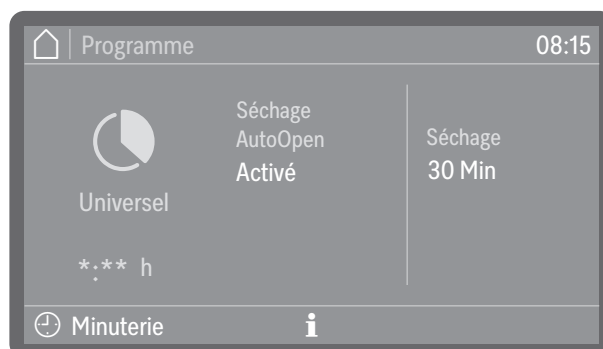 Programme
08:15
Séchage
AutoOpen
Activé
Séchage
30 Min
Universel
*:** h
Minuterie
i